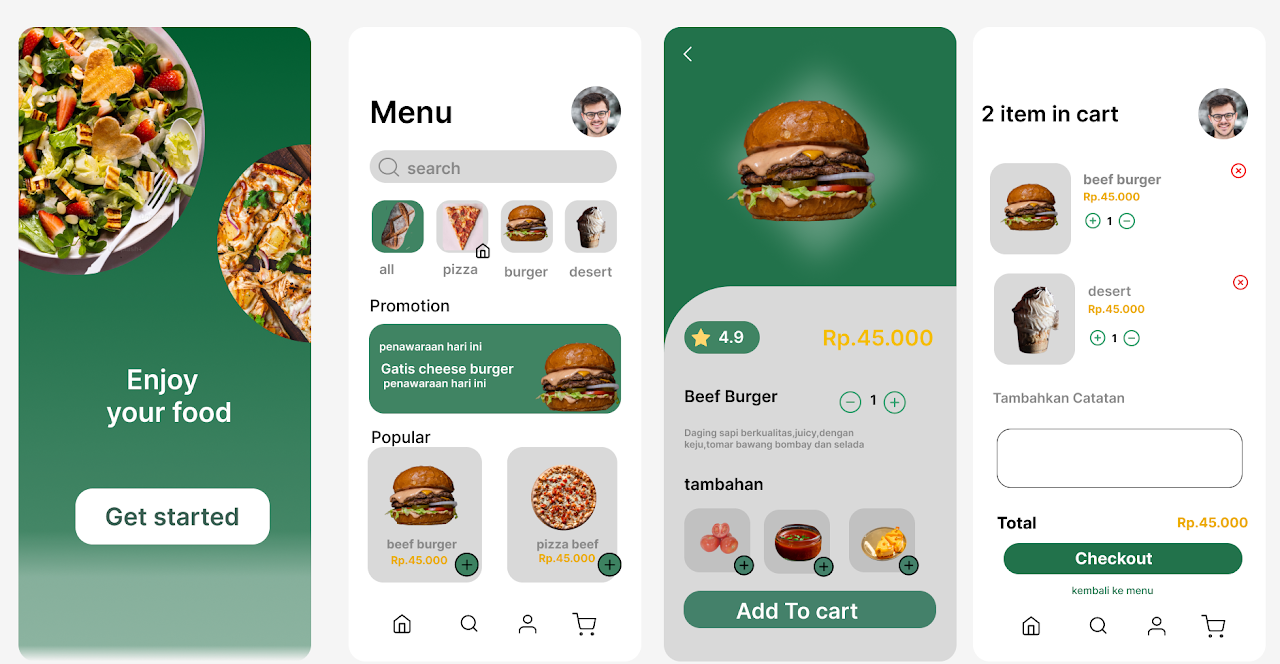 Enjoy
your food
Get started
Menu
search
all
pizza
burger
desert
Promotion
penawaraan hari ini
Gatis cheese burger
penawaraan hari ini
Popular
beef burger
Rp.45.000
pizza beef
Rp.45.000
4.9
Rp.45.000
Beef Burger
1
Daging sapi berkualitas,juicy,dengan
keju,tomar bawang bombay dan selada
tambahan
Add To cart
2 item in cart
beef burger
Rp.45.000
1
desert
Rp.45.000
1
Tambahkan Catatan
Total
Rp.45.000
Checkout
kembali ke menu